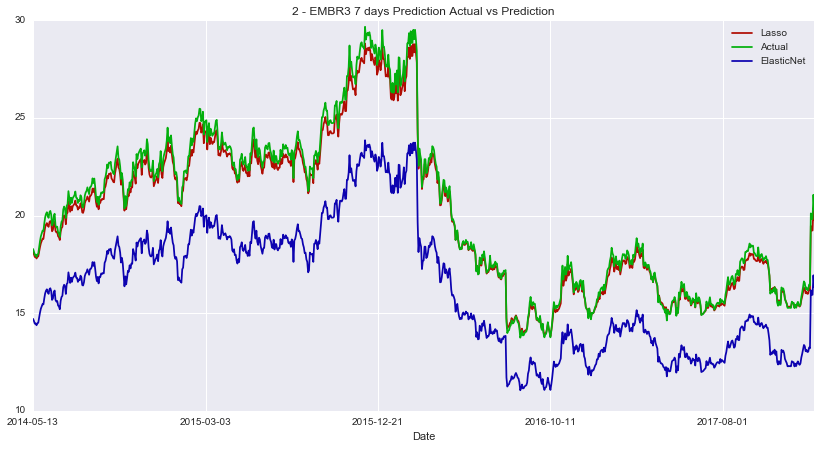 2 - EMBR3 7 days Prediction Actual vs Prediction
Lasso
Actual
ElasticNet
30
25
20
15
10
2014-05-13
2015-03-03
2015-12-21
2016-10-11
2017-08-01
Date